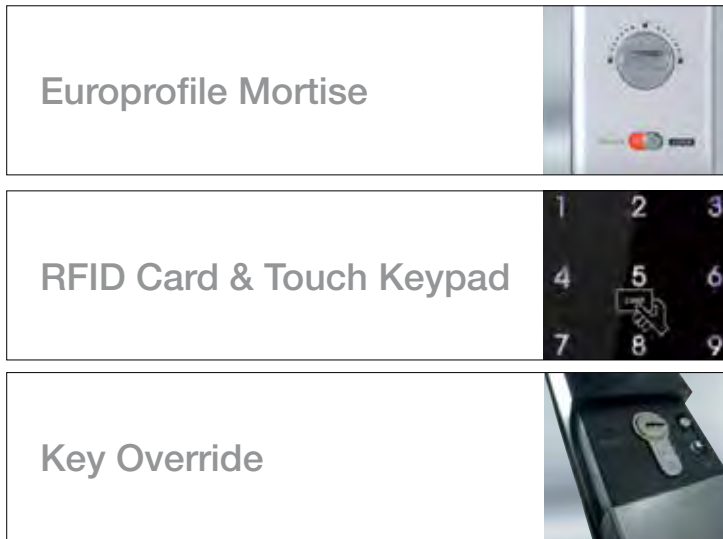 Europrofile Mortise
RFID Card & Touch Keypad
1 2 3
4 5 6
7 8 9
Key Override